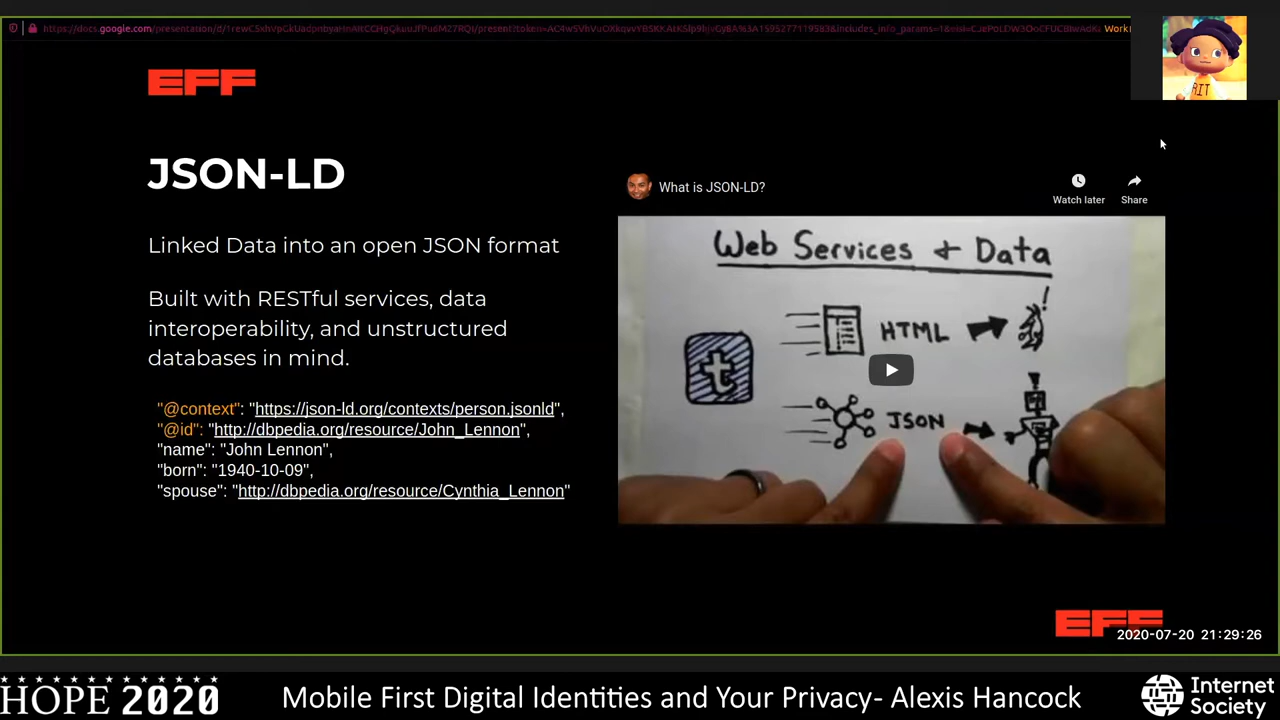 EFF
JSON-LD
Linked Data into an open JSON format
Built with RESTful services, data
interoperability, and unstructured
databases in mind.
"@context": "https://json-ld.org/contexts/person.jsonld",
"@id": "http://dbpedia.org/resource/John_Lennon",
"name": "John Lennon",
"born": "1940-10-09",
"spouse": "http://dbpedia.org/resource/Cynthia_Lennon"
What is JSON-LD?
Watch later
Share
Web Services + Data
t
HTML
!
JSON
EFF
2020-07-20 21:29:26
HOPE 2020
Mobile First Digital Identities and Your Privacy- Alexis Hancock
Internet
Society